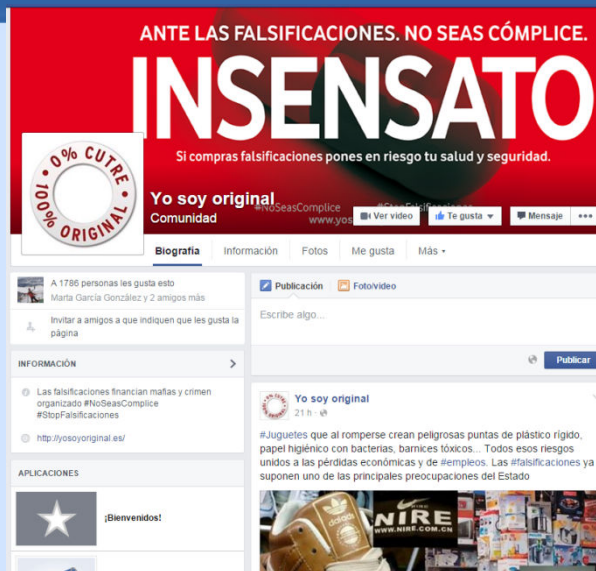 ANTE LAS FALSIFICACIONES. NO SEAS CÓMPLICE.
INSENSATO
Si compras falsificaciones pones en riesgo tu salud y seguridad.
0% CUTRE
100% ORIGINAL
Yo soy original
Comunidad
#NoSeasComplice
www.yos
Ver vídeo
Te gusta
Mensaje
Biografía
Información
Fotos
Me gusta
Más
A 1786 personas les gusta esto
Marta García González y 2 amigos más
Invitar a amigos a que indiquen que les gusta la
página
INFORMACIÓN
Las falsificaciones financian mafias y crimen
organizado #NoSeasComplice
#StopFalsificaciones
http://yosoyoriginal.es/
APLICACIONES
¡Bienvenidos!
Publicación
Foto/vídeo
Escribe algo...
Publicar
Yo soy original
21 h
#Juguetes que al romperse crean peligrosas puntas de plástico rígido,
papel higiénico con bacterias, barnices tóxicos... Todos esos riesgos
unidos a las pérdidas económicas y de #empleos. Las #falsificaciones ya
suponen uno de las principales preocupaciones del Estado
NIRE
WWW.NIRE.COM.CN